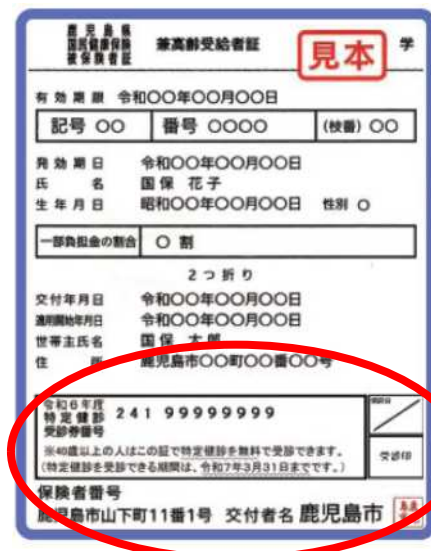 鹿児島県
国民健康保険
被保険者証
兼高齢受給者証
見本
学
有効期限 令和〇〇年〇〇月〇〇日
記号 〇〇 番号 〇〇〇〇 (枝番) 〇〇
発効期日 令和〇〇年〇〇月〇〇日
氏名 国保 花子
生年月日 昭和〇〇年〇〇月〇〇日 性別 〇
一部負担金の割合 〇 割
2つ折り
交付年月日 令和〇〇年〇〇月〇〇日
適用開始年月日 令和〇〇年〇〇月〇〇日
世帯主氏名 国保 太郎
住所 鹿児島市〇〇町〇〇番〇〇号
令和6年度
特定健診
受診券番号
241 99999999
※40歳以上の人はこの証で特定健診を無料で受診できます。
(特定健診を受診できる期間は、令和7年3月31日までです。)
受診印
保険者番号
鹿児島市山下町11番1号 交付者名 鹿児島市